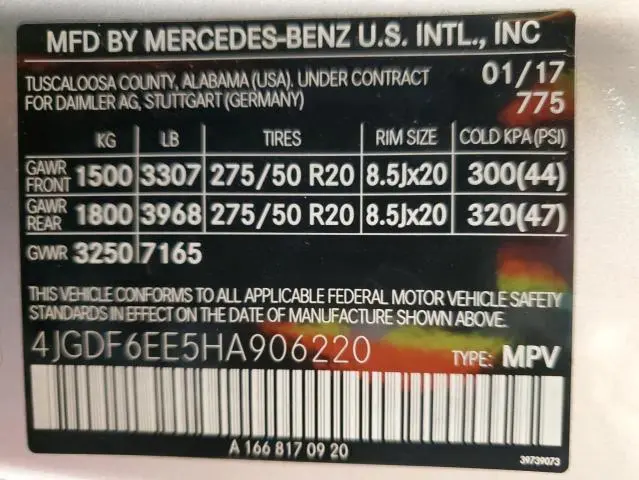 MFD BY MERCEDES-BENZ U.S. INTL., INC
TUSCALOOSA COUNTY, ALABAMA (USA). UNDER CONTRACT 01/17
FOR DAIMLER AG, STUTTGART (GERMANY) 775
KG LB TIRES RIM SIZE COLD KPA (PSI)
GAWR FRONT 1500 3307 275/50 R20 8.5Jx20 300(44)
GAWR REAR 1800 3968 275/50 R20 8.5Jx20 320(47)
GVWR 3250 7165
THIS VEHICLE CONFORMS TO ALL APPLICABLE FEDERAL MOTOR VEHICLE SAFETY
STANDARDS IN EFFECT ON THE DATE OF MANUFACTURE SHOWN ABOVE.
4JGDF6EE5HA906220 TYPE: MPV
A 166 817 09 20
39739073